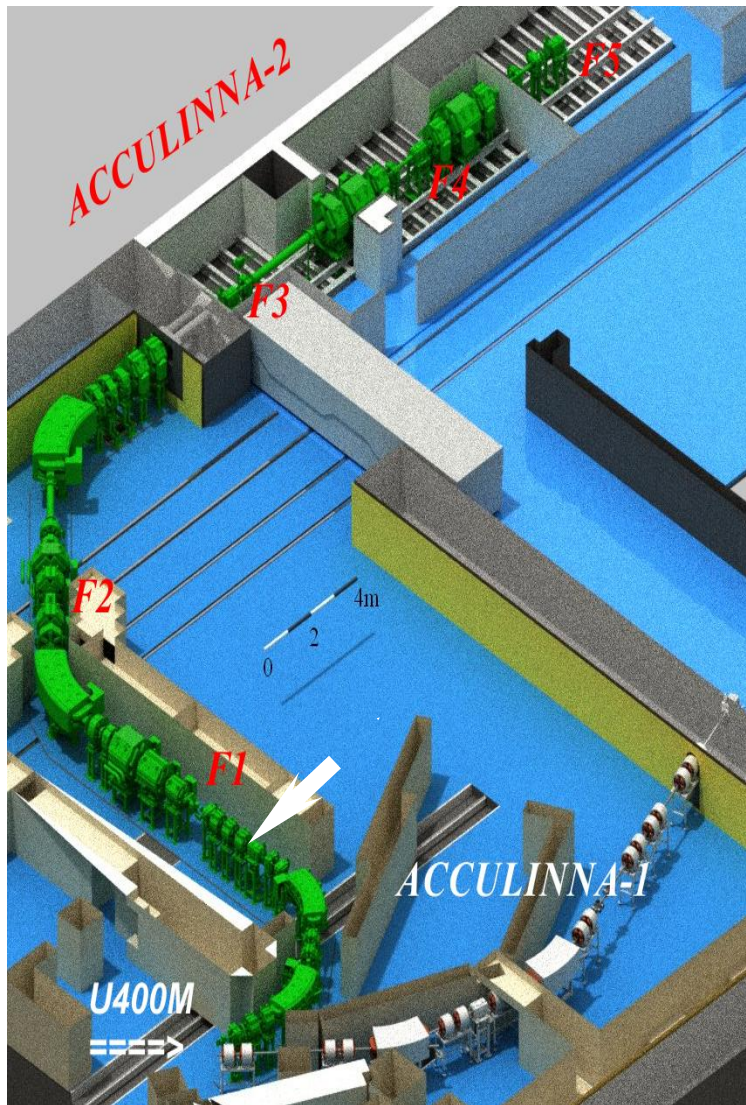 ACCULINNA-2
F5
F4
F3
F2
4m
2
0
F1
ACCULINNA-1
U400M
====>